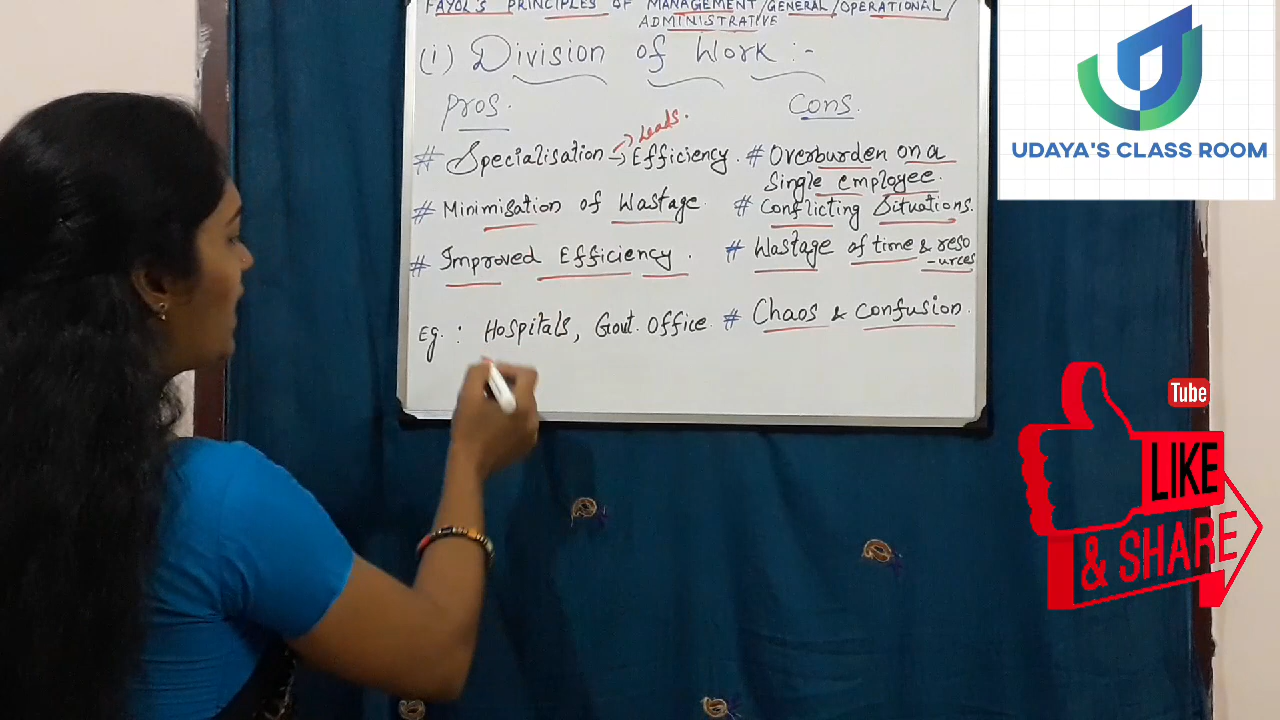 FAYOL'S PRINCIPLES OF MANAGEMENT/GENERAL/OPERATIONAL/
ADMINISTRATIVE
(i) Division of Work :-
Pros.
# Specialisation → Efficiency.
Leads.
# Minimisation of Wastage.
# Improved Efficiency.
Eg. : Hospitals, Govt. Office
Cons.
# Overburden on a
Single employee.
# Conflicting Situations.
# Wastage of time & reso
-urces
# Chaos & Confusion.
UDAYA'S CLASS ROOM
Tube
LIKE
& SHARE